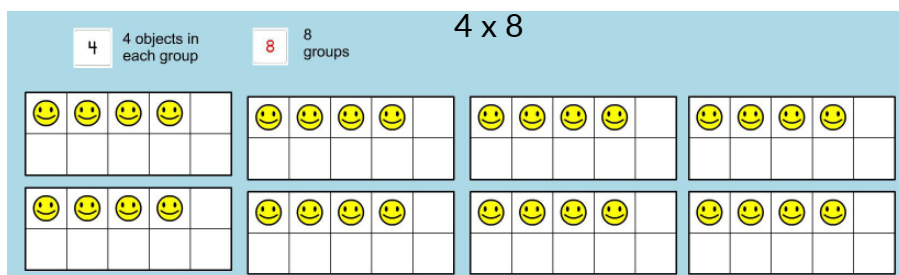 4 x 8
4
4 objects in
each group
8
8
groups